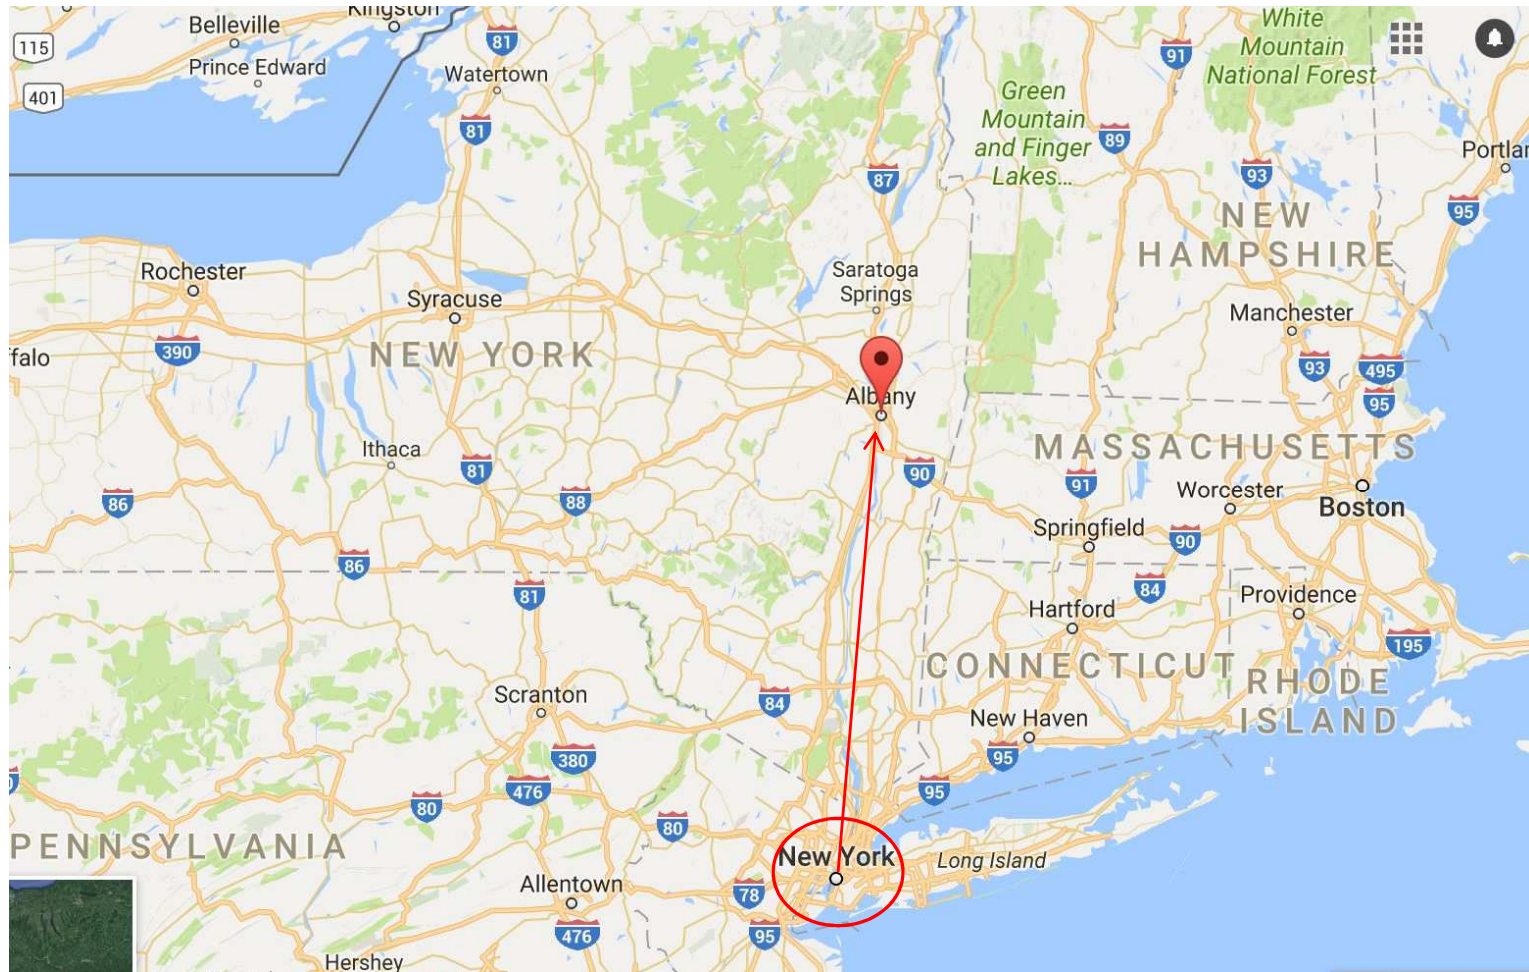 Kingston
Belleville
81
115
Prince Edward
Watertown
401
81
White
Mountain
National Forest
91
Green
Mountain
and Finger
Lakes...
89
87
93
Portlar
95
NEW
HAMPSHIRE
Rochester
Saratoga
Springs
Syracuse
Manchester
falo
390
NEW YORK
93
495
95
Albany
Ithaca
81
MASSACHUSETTS
90
91
Worcester
Boston
86
88
Springfield
90
86
81
84
Providence
Hartford
195
CONNECTICUT
RHODE
ISLAND
Scranton
84
New Haven
95
380
476
95
80
80
PENNSYLVANIA
New York
Long Island
Allentown
78
476
95
Hershey